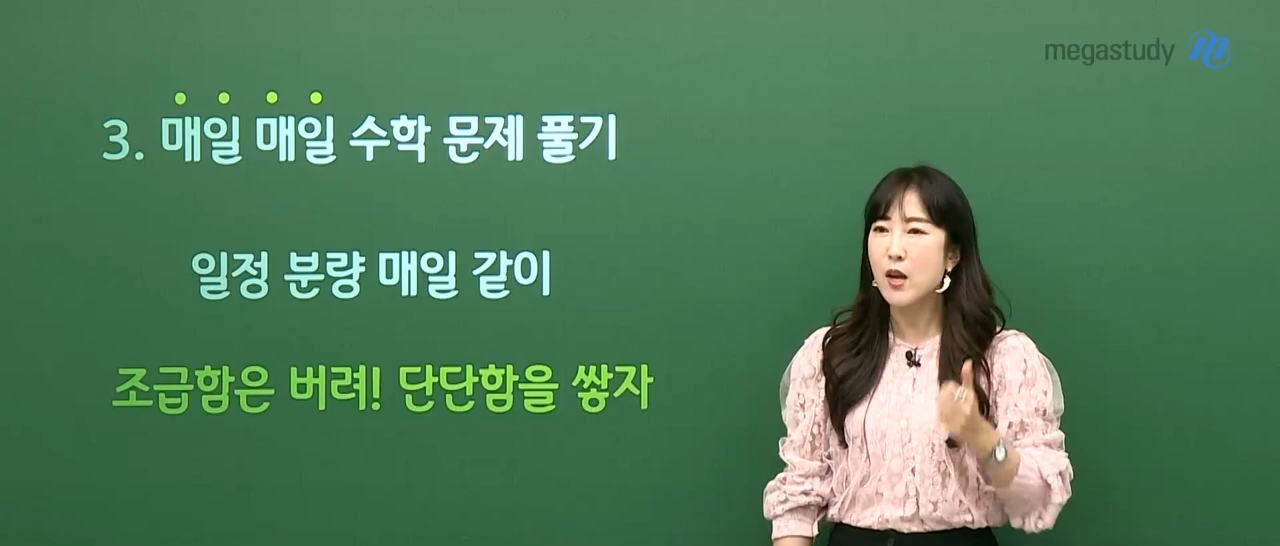 megastudy
3. 매일 매일 수학 문제 풀기
일정 분량 매일 같이
조급함은 버려! 단단함을 쌓자